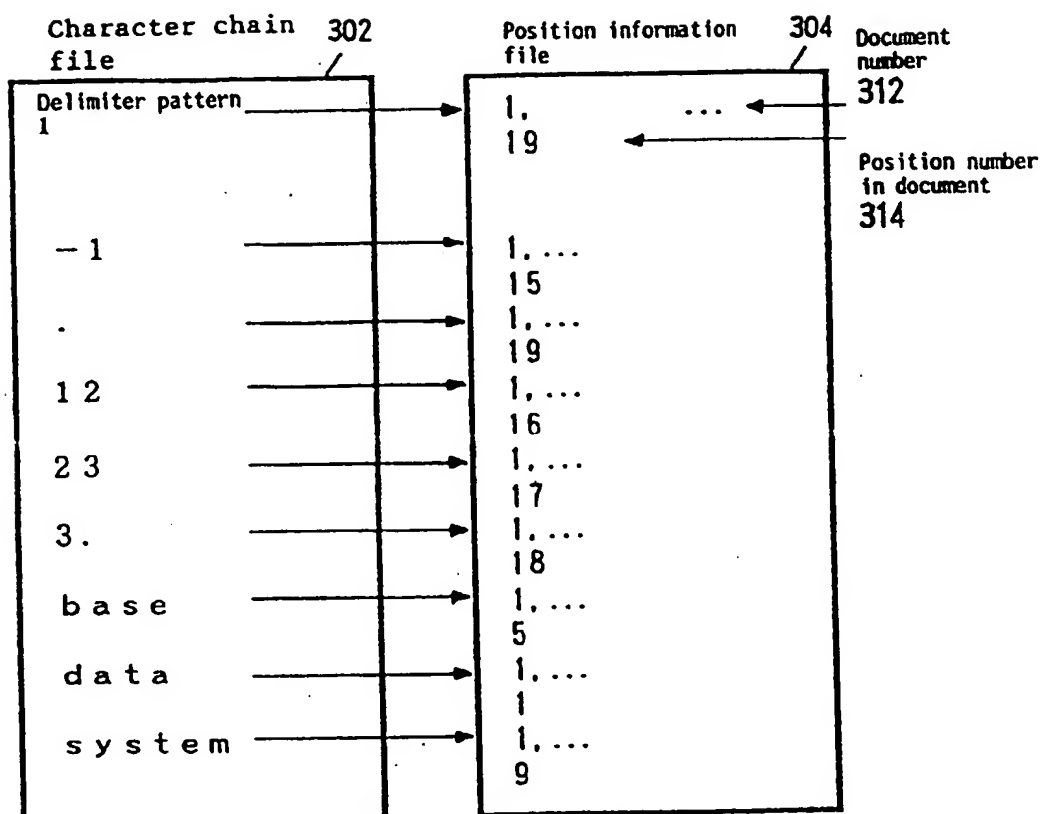 Character chain
file
302
Position information
file
304
Document
number
312
Delimiter pattern
1
1, ...
19
Position number
in document
314
－1
1, ...
15
.
1, ...
19
1 2
1, ...
16
2 3
1, ...
17
3 .
1, ...
18
b a s e
1, ...
5
d a t a
1, ...
1
s y s t e m
1, ...
9